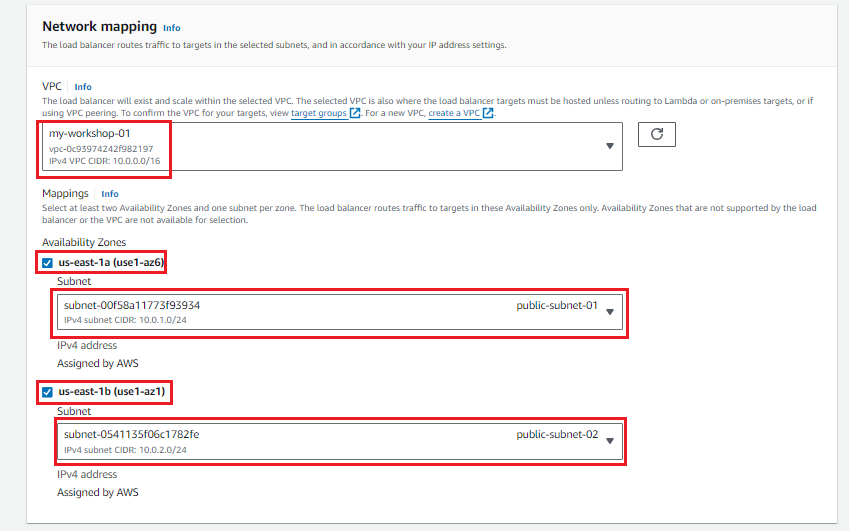 Network mapping Info
The load balancer routes traffic to targets in the selected subnets, and in accordance with your IP address settings.
VPC Info
The load balancer will exist and scale within the selected VPC. The selected VPC is also where the load balancer targets must be hosted unless routing to Lambda or on-premises targets, or if
using VPC peering. To confirm the VPC for your targets, view target groups. For a new VPC, create a VPC.
my-workshop-01
vpc-0c93974242f982197
IPv4 VPC CIDR: 10.0.0.0/16
Mappings Info
Select at least two Availability Zones and one subnet per zone. The load balancer routes traffic to targets in these Availability Zones only. Availability Zones that are not supported by the load
balancer or the VPC are not available for selection.
Availability Zones
us-east-1a (use1-az6)
Subnet
subnet-00f58a11773f93934 public-subnet-01
IPv4 subnet CIDR: 10.0.1.0/24
IPv4 address
Assigned by AWS
us-east-1b (use1-az1)
Subnet
subnet-0541135f06c1782fe public-subnet-02
IPv4 subnet CIDR: 10.0.2.0/24
IPv4 address
Assigned by AWS